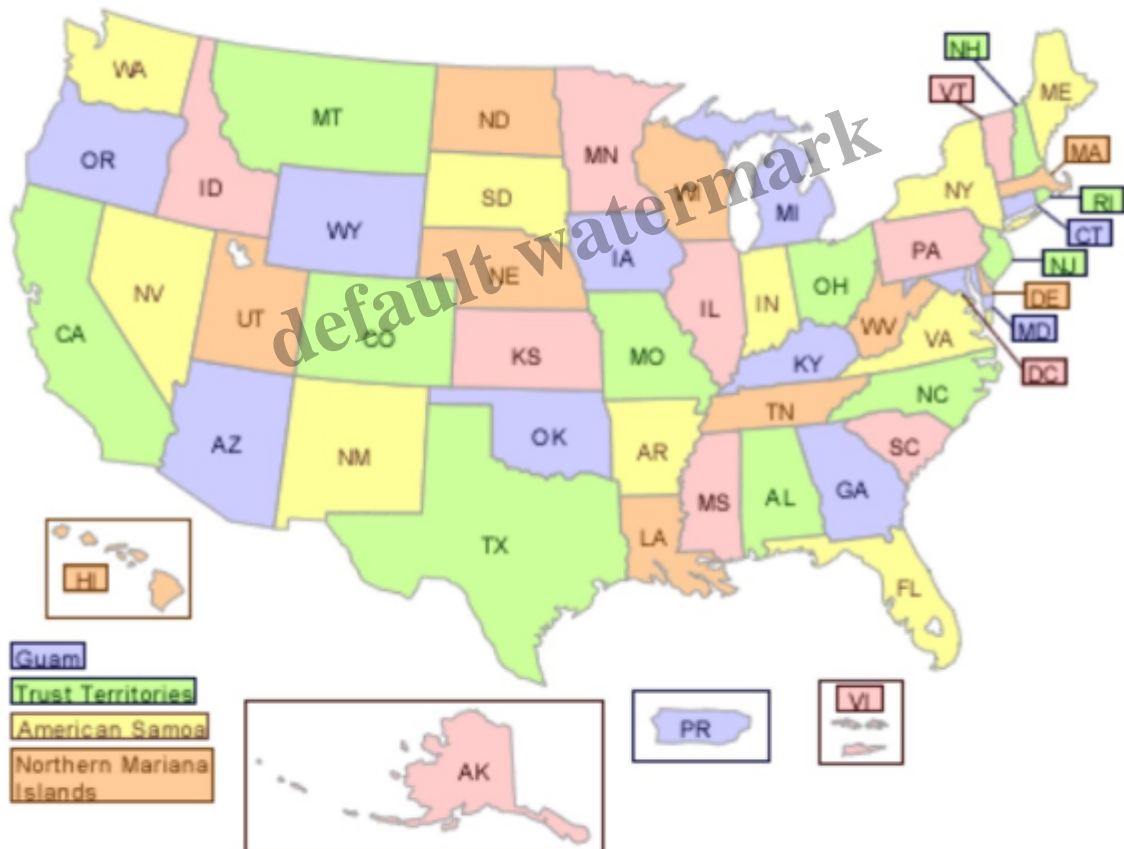 NH
WA
VT
ME
MT
ND
MN
MA
OR
ID
SD
WI
NY
RI
WY
MI
CT
IA
PA
NJ
NV
NE
OH
DE
UT
IL
IN
WV
MD
CA
CO
KS
MO
KY
VA
DC
TN
NC
AZ
NM
OK
AR
SC
MS
AL
GA
TX
LA
HI
FL
default watermark
Guam
Trust Territories
American Samoa
Northern Mariana
Islands
AK
PR
VI